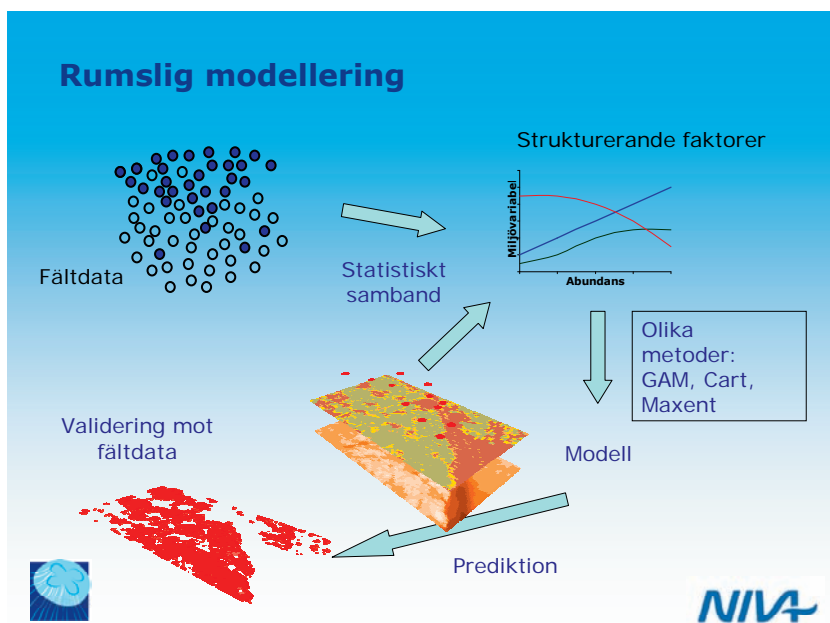 Rumslig modellering
Strukturerande faktorer
Miljövariabel
Abundans
Fältdata
Statistiskt
samband
Olika
metoder:
GAM, Cart,
Maxent
Validering mot
fältdata
Modell
Prediktion
NIVA